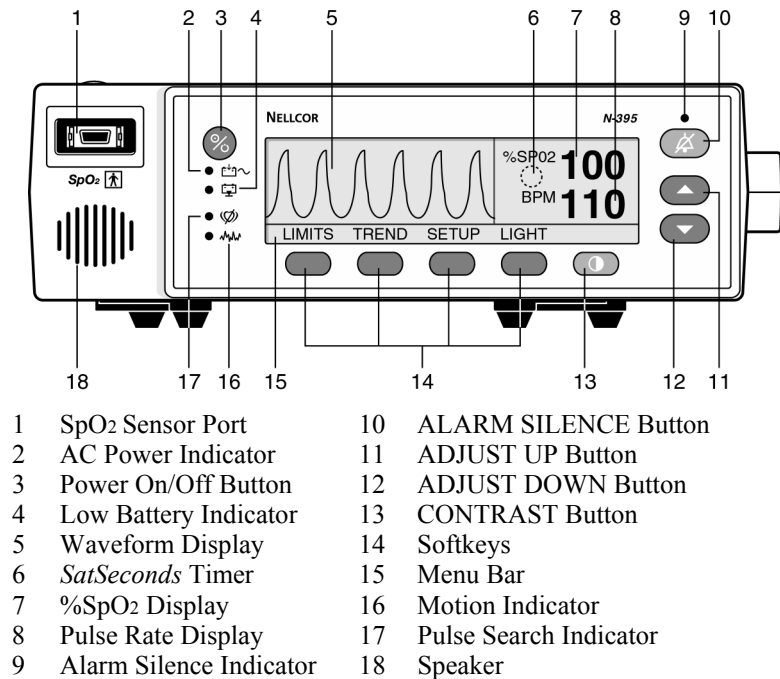 1 2 3 4 5 6 7 8 9 10
NELLCOR N-395
%SPO2 100
BPM 110
SpO2
LIMITS TREND SETUP LIGHT
18 17 16 15 14 13 12 11
1 SpO2 Sensor Port
2 AC Power Indicator
3 Power On/Off Button
4 Low Battery Indicator
5 Waveform Display
6 SatSeconds Timer
7 %SpO2 Display
8 Pulse Rate Display
9 Alarm Silence Indicator
10 ALARM SILENCE Button
11 ADJUST UP Button
12 ADJUST DOWN Button
13 CONTRAST Button
14 Softkeys
15 Menu Bar
16 Motion Indicator
17 Pulse Search Indicator
18 Speaker